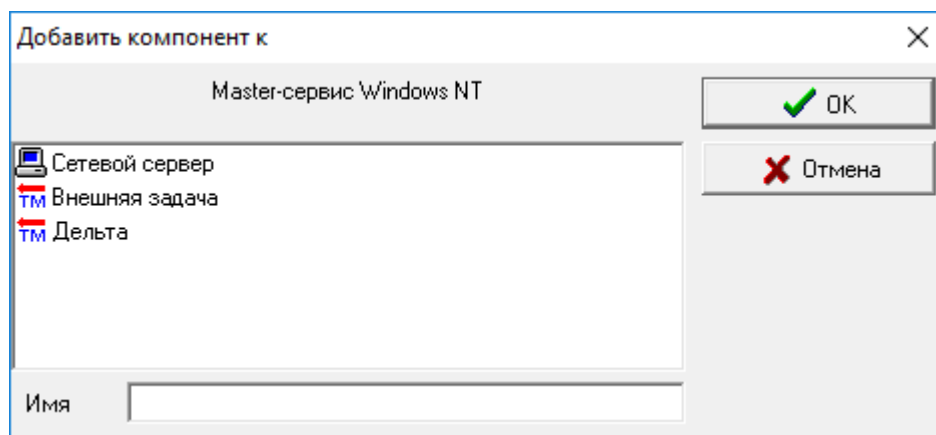 Добавить компонент к
Master-сервис Windows NT
OK
Сетевой сервер
Отмена
ТМ Внешняя задача
ТМ Дельта
Имя